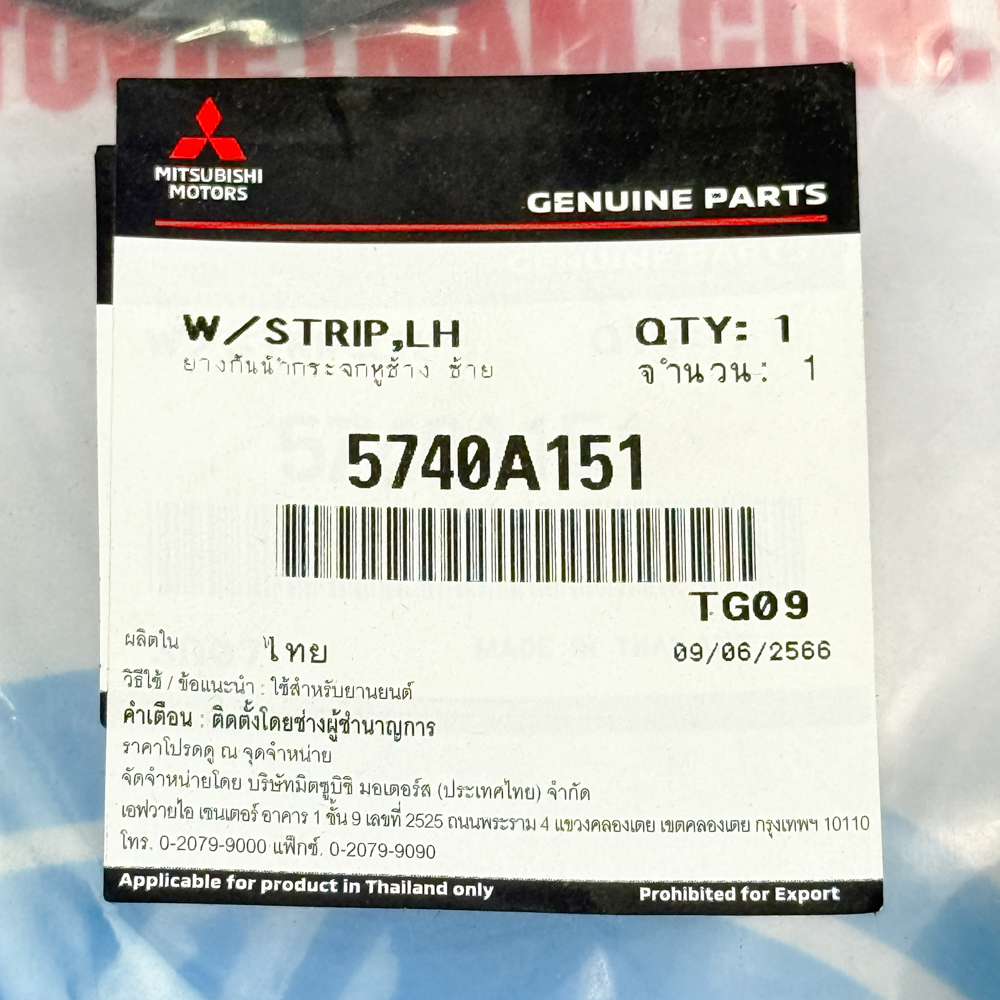 VIETNAM.COM.
MITSUBISHI
MOTORS
GENUINE PARTS
W/STRIP,LH
QTY: 1
ยางกันน้ำกระจกหูช้าง ซ้าย
จำนวน: 1
5740A151
TG09
ผลิตใน ไทย
09/06/2566
วิธีใช้ / ข้อแนะนำ : ใช้สำหรับยานยนต์
คำเตือน : ติดตั้งโดยช่างผู้ชำนาญการ
ราคาโปรดดู ณ จุดจำหน่าย
จัดจำหน่ายโดย บริษัทมิตซูบิชิ มอเตอร์ส (ประเทศไทย) จำกัด
เอฟวายไอ เซนเตอร์ อาคาร 1 ชั้น 9 เลขที่ 2525 ถนนพระราม 4 แขวงคลองเตย เขตคลองเตย กรุงเทพฯ 10110
โทร. 0-2079-9000 แฟ็กซ์. 0-2079-9090
Applicable for product in Thailand only
Prohibited for Export